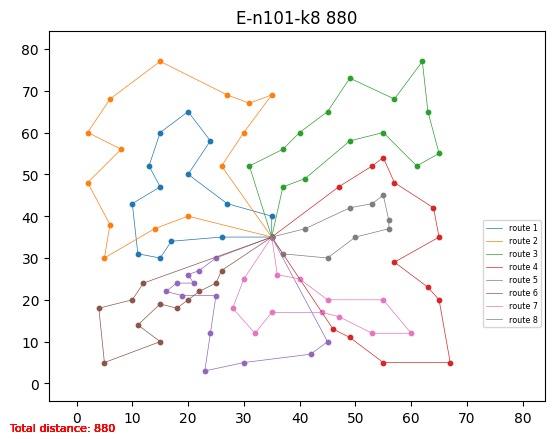 E-n101-k8 880
80
70
60
50
40
30
20
10
0
route 1
route 2
route 3
route 4
route 5
route 6
route 7
route 8
0 10 20 30 40 50 60 70 80
Total distance: 880